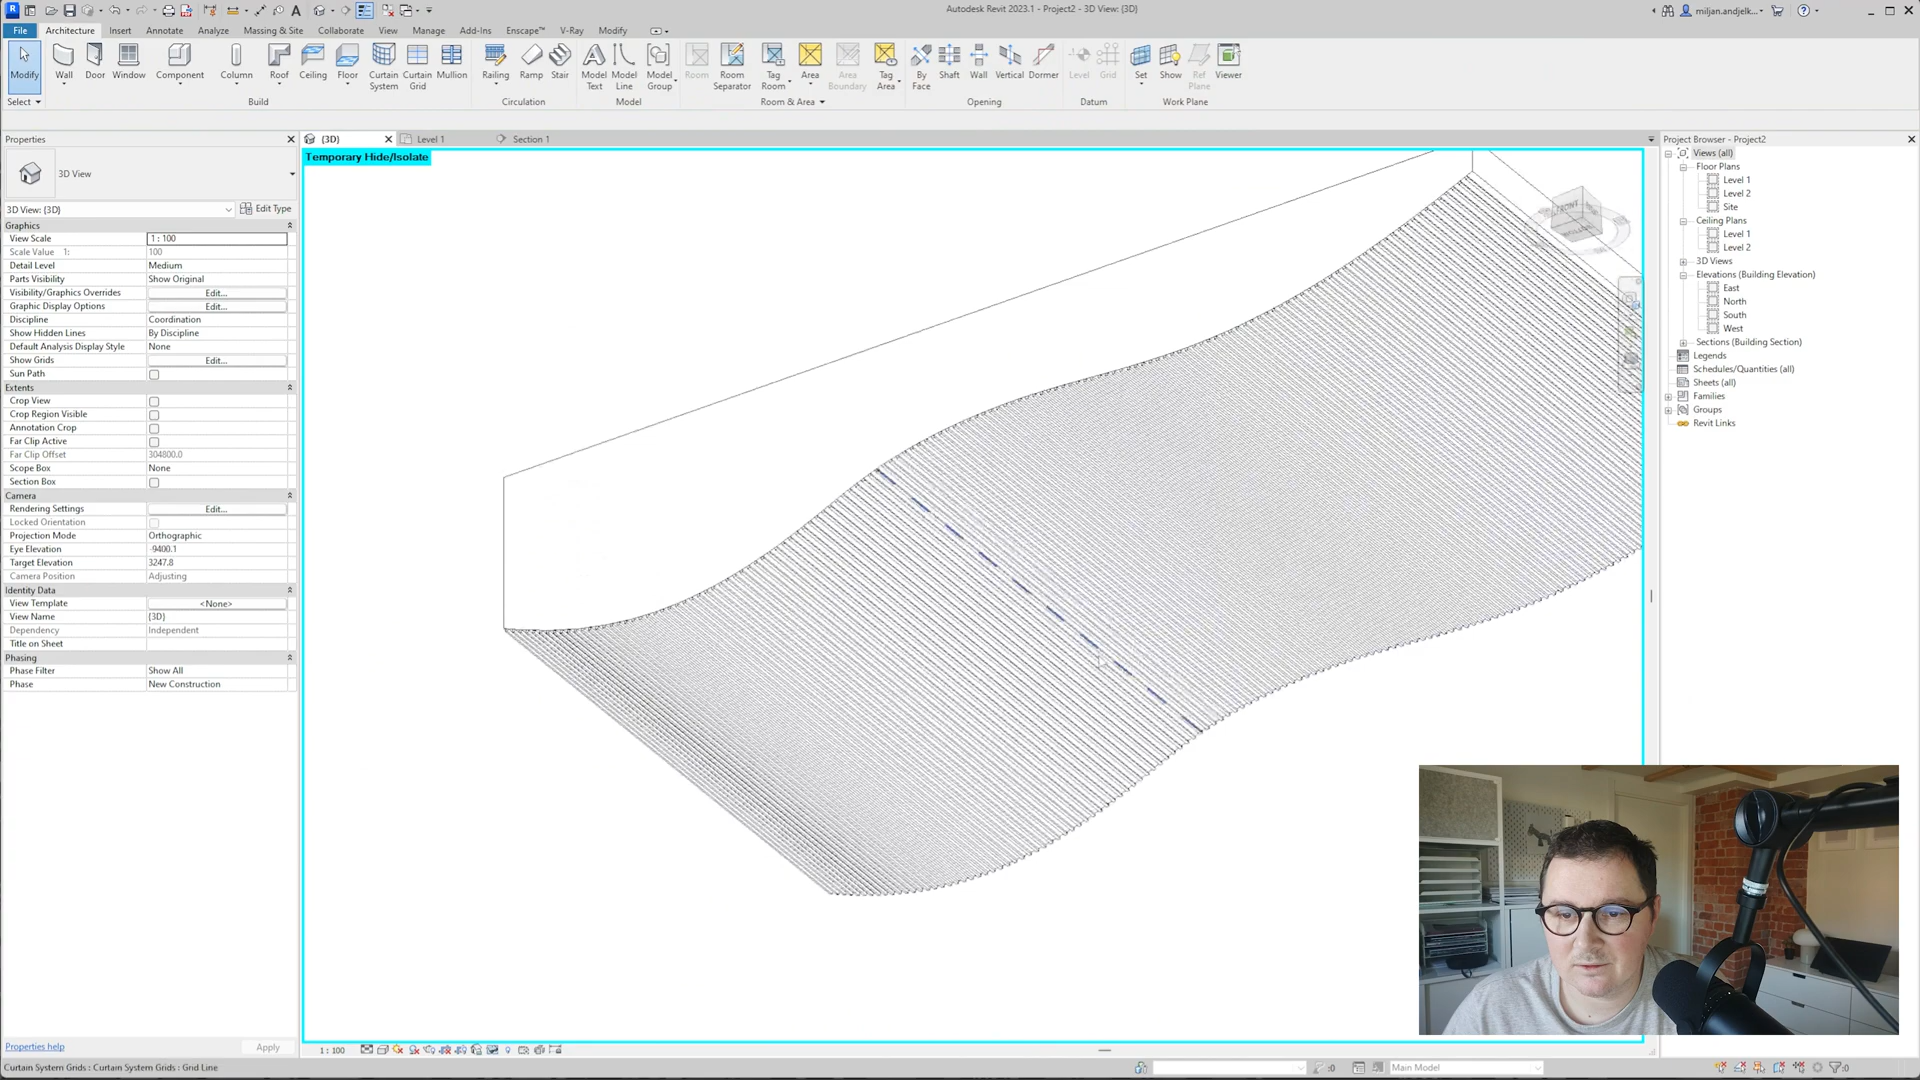 Autodesk Revit 2023.1 - Project2 - 3D View: {3D}
miljan.andjelk...
File
Architecture
Insert
Annotate
Analyze
Massing & Site
Collaborate
View
Manage
Add-Ins
Enscape™
V-Ray
Modify
Modify
Wall
Door
Window
Component
Column
Roof
Ceiling
Floor
Curtain System
Curtain Grid
Mullion
Railing
Ramp
Stair
Model Text
Model Line
Model Group
Room
Room Separator
Tag Room
Area
Area Boundary
Tag Area
By Face
Shaft
Wall
Vertical
Dormer
Level
Grid
Set
Show
Ref Plane
Viewer
Select
Build
Circulation
Model
Room & Area
Opening
Datum
Work Plane
Properties
{3D}
Level 1
Section 1
Project Browser - Project2
Temporary Hide/Isolate
3D View
3D View: {3D}
Edit Type
Graphics
View Scale 1 : 100
Scale Value 1: 100
Detail Level Medium
Parts Visibility Show Original
Visibility/Graphics Overrides Edit...
Graphic Display Options Edit...
Discipline Coordination
Show Hidden Lines By Discipline
Default Analysis Display Style None
Show Grids Edit...
Sun Path
Extents
Crop View
Crop Region Visible
Annotation Crop
Far Clip Active
Far Clip Offset 304800.0
Scope Box None
Section Box
Camera
Rendering Settings Edit...
Locked Orientation
Projection Mode Orthographic
Eye Elevation -9400.1
Target Elevation 3247.8
Camera Position Adjusting
Identity Data
View Template <None>
View Name {3D}
Dependency Independent
Title on Sheet
Phasing
Phase Filter Show All
Phase New Construction
Properties help
Apply
Views (all)
Floor Plans
Level 1
Level 2
Site
Ceiling Plans
Level 1
Level 2
3D Views
Elevations (Building Elevation)
East
North
South
West
Sections (Building Section)
Legends
Schedules/Quantities (all)
Sheets (all)
Families
Groups
Revit Links
FRONT
BOTTOM
1 : 100
Curtain System Grids : Curtain System Grids : Grid Line
:0
Main Model
:0